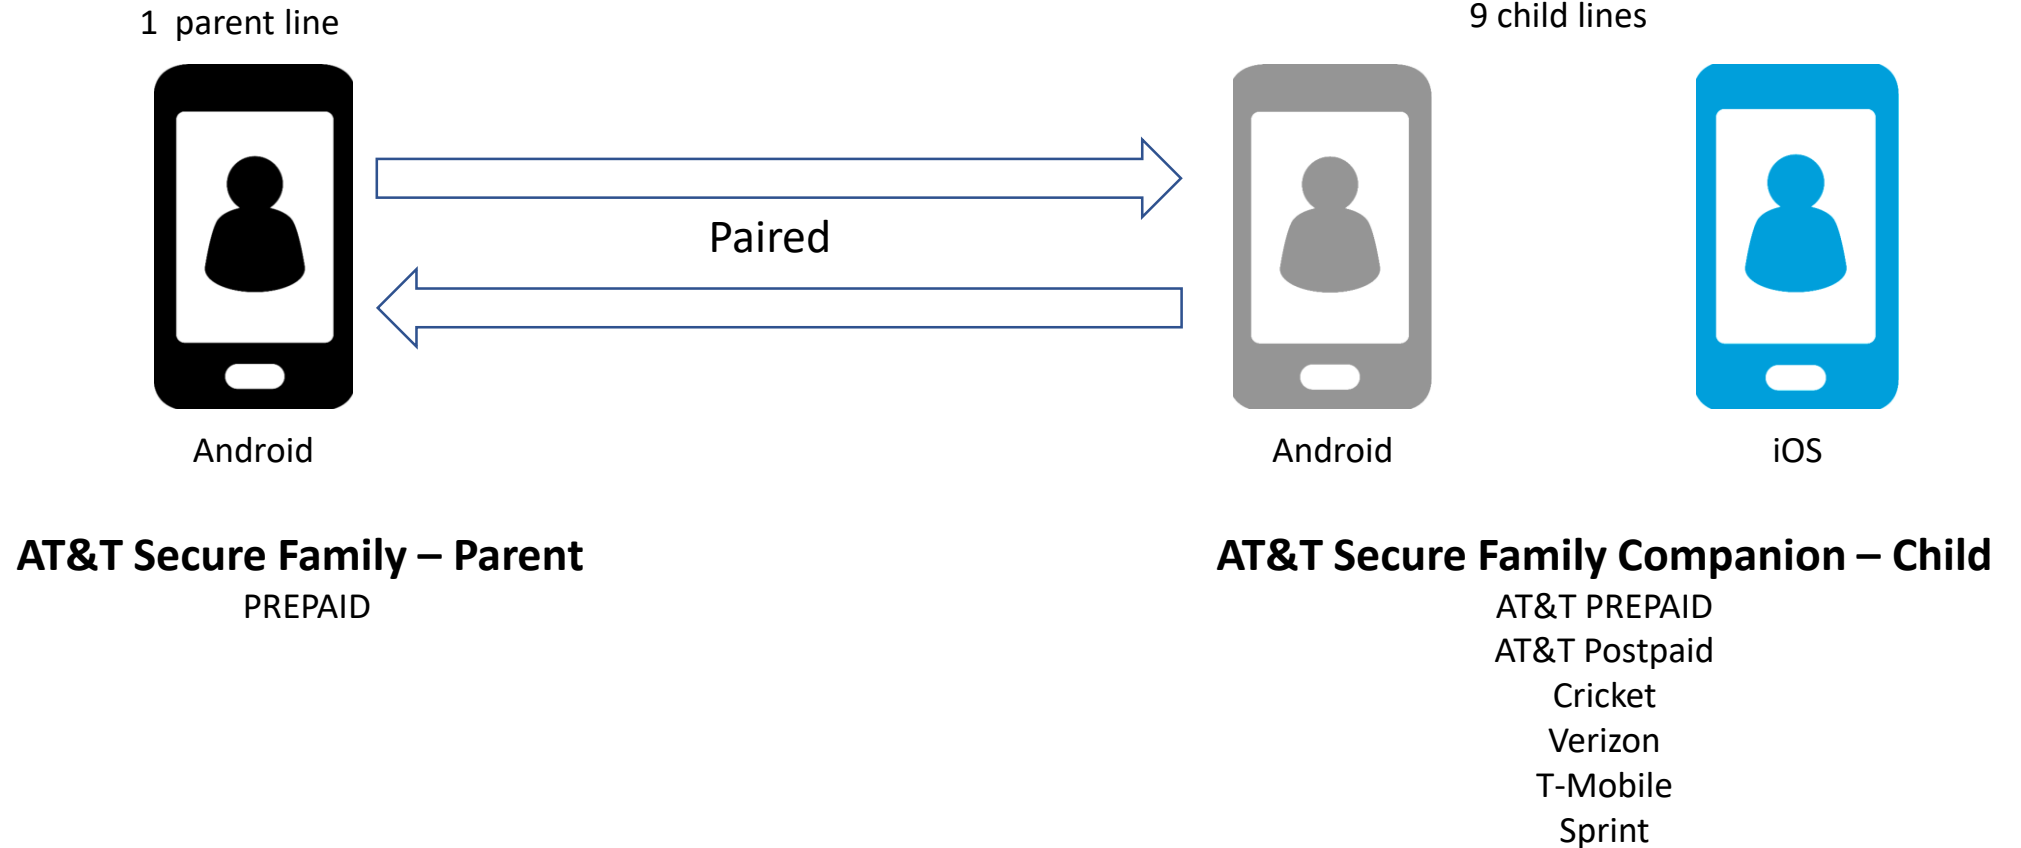 1  parent line
9 child lines
Paired
Android
Android
iOS
AT&T Secure Family – Parent
PREPAID
AT&T Secure Family Companion – Child
AT&T PREPAID
AT&T Postpaid
Cricket
Verizon
T-Mobile
Sprint